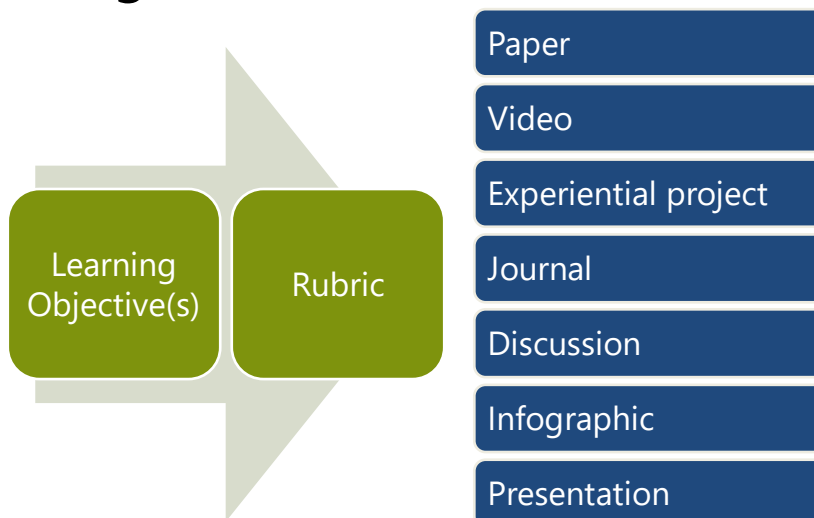 Learning
Objective(s)
Rubric
Paper
Video
Experiential project
Journal
Discussion
Infographic
Presentation